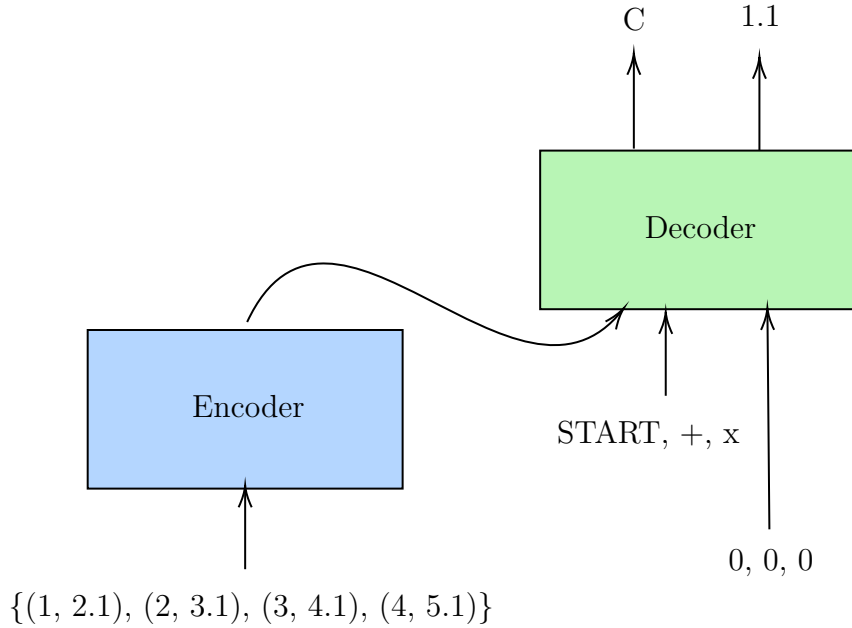 C
1.1
Decoder
Encoder
START, +, x
0, 0, 0
{(1, 2.1), (2, 3.1), (3, 4.1), (4, 5.1)}